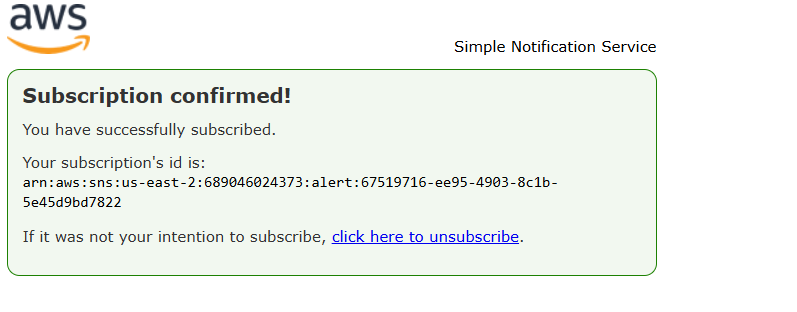 aws
Simple Notification Service
Subscription confirmed!
You have successfully subscribed.
Your subscription's id is:
arn:aws:sns:us-east-2:689046024373:alert:67519716-ee95-4903-8c1b-
5e45d9bd7822
If it was not your intention to subscribe, click here to unsubscribe.